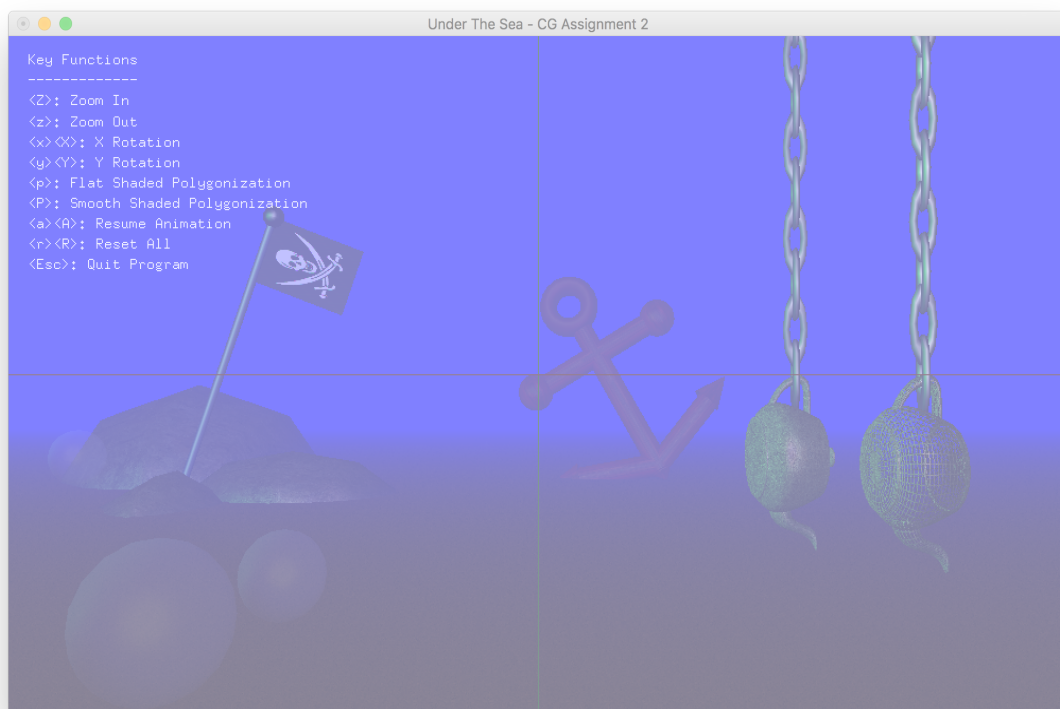 Under The Sea - CG Assignment 2
Key Functions
-------------
<Z>: Zoom In
<z>: Zoom Out
<x><X>: X Rotation
<y><Y>: Y Rotation
<p>: Flat Shaded Polygonization
<P>: Smooth Shaded Polygonization
<a><A>: Resume Animation
<r><R>: Reset All
<Esc>: Quit Program